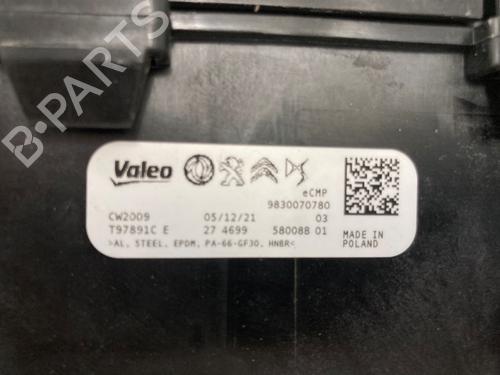 B-PARTS
Valeo
eCMP
9830070780
CW2009 05/12/21 03
T97891C E 27 4699 580088 01
>AL, STEEL, EPDM, PA-66-GF30, HNBR<
MADE IN
POLAND